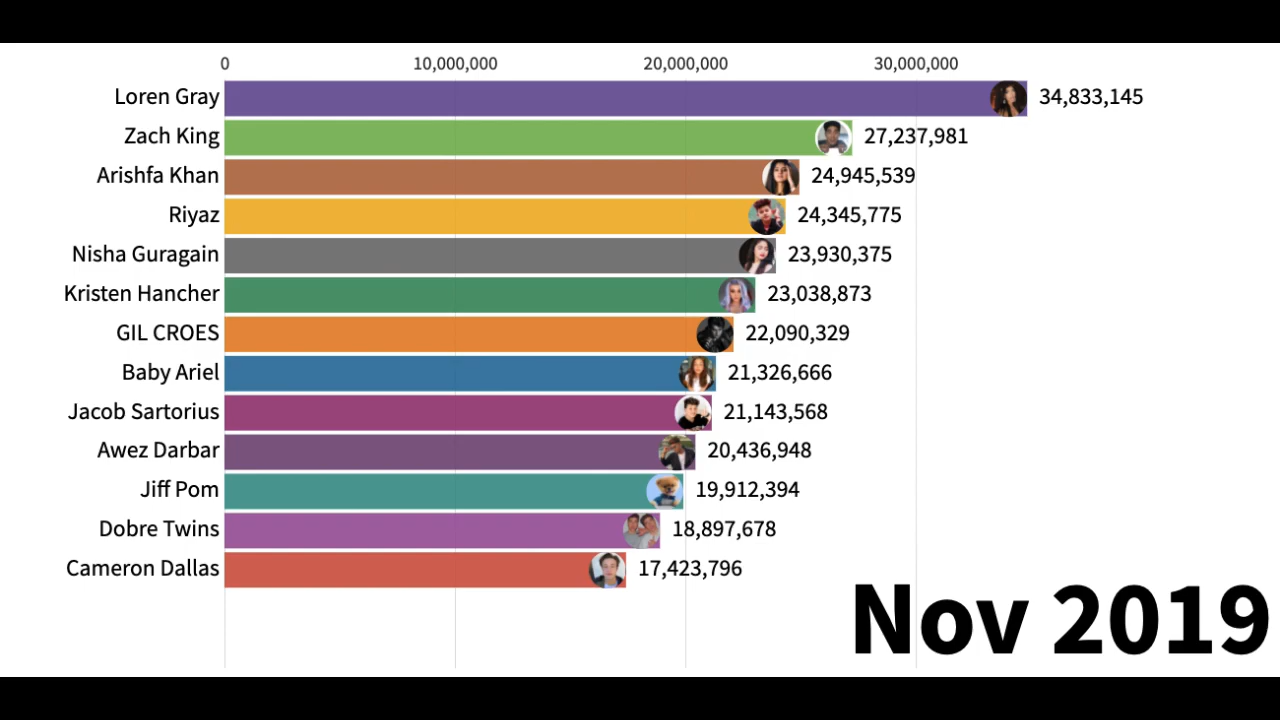 0 10,000,000 20,000,000 30,000,000
Loren Gray 34,833,145
Zach King 27,237,981
Arishfa Khan 24,945,539
Riyaz 24,345,775
Nisha Guragain 23,930,375
Kristen Hancher 23,038,873
GIL CROES 22,090,329
Baby Ariel 21,326,666
Jacob Sartorius 21,143,568
Awez Darbar 20,436,948
Jiff Pom 19,912,394
Dobre Twins 18,897,678
Cameron Dallas 17,423,796
Nov 2019